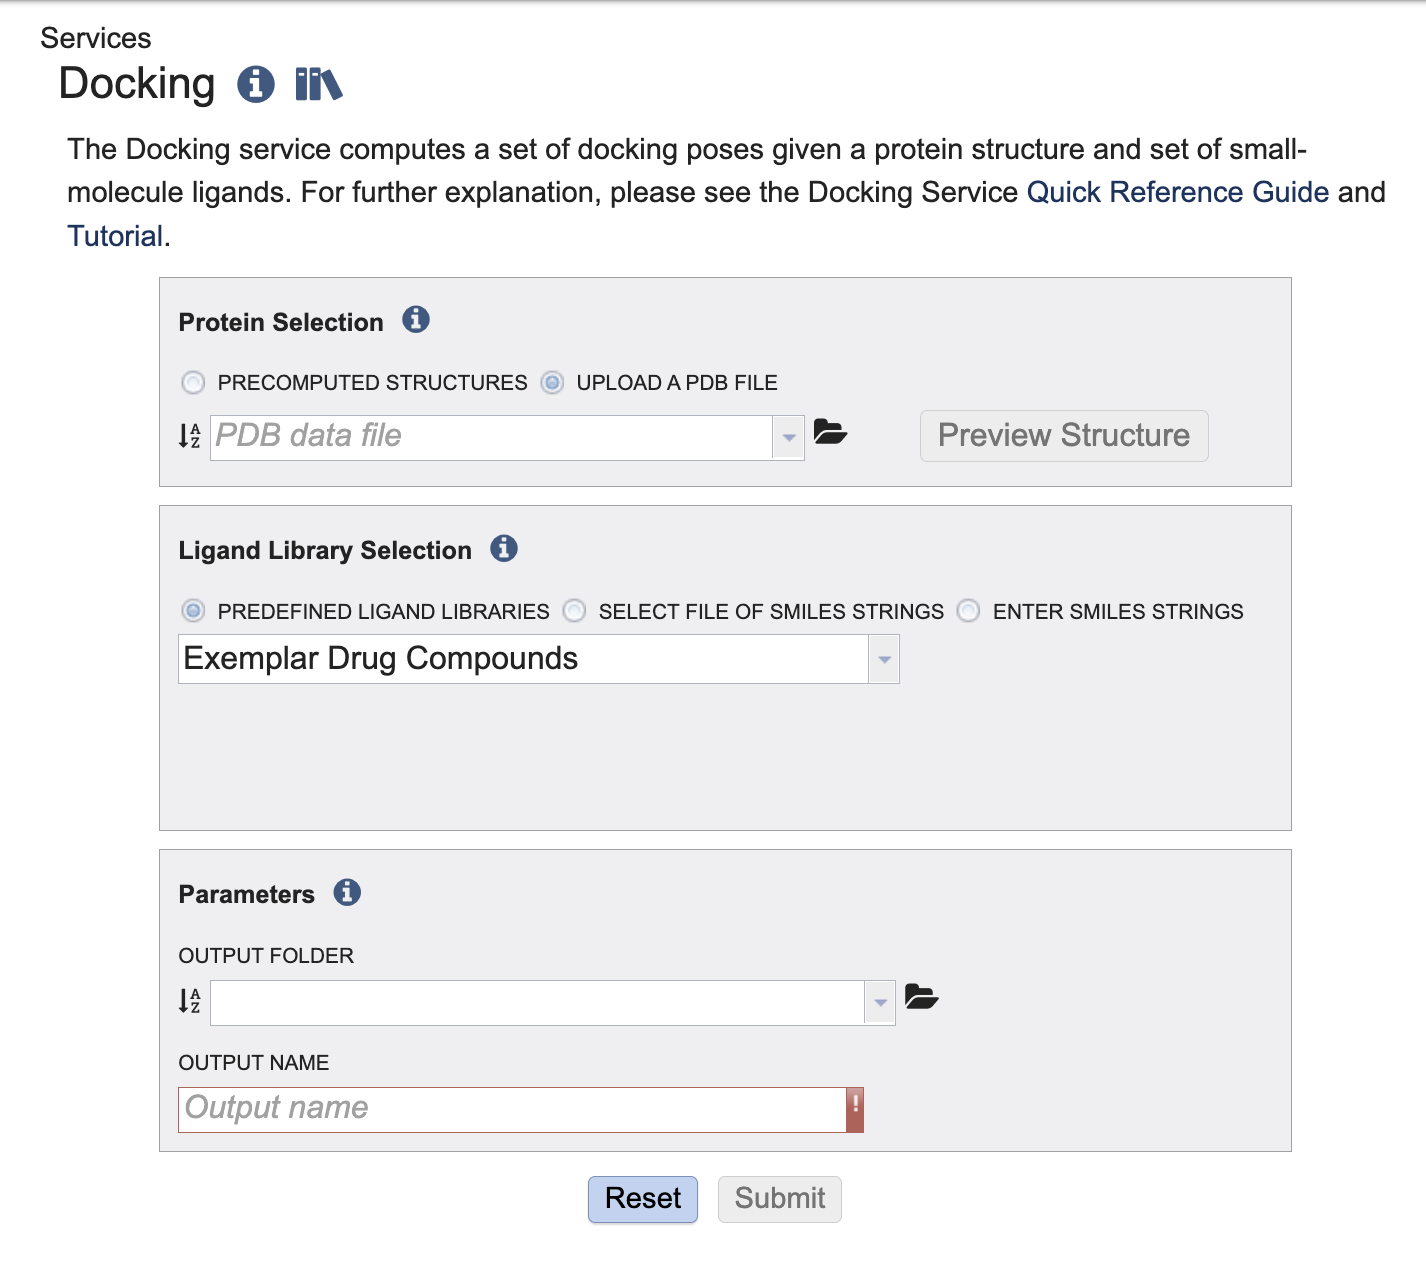 Services
Docking
The Docking service computes a set of docking poses given a protein structure and set of small-
molecule ligands. For further explanation, please see the Docking Service Quick Reference Guide and
Tutorial.
Protein Selection
PRECOMPUTED STRUCTURES UPLOAD A PDB FILE
PDB data file Preview Structure
Ligand Library Selection
PREDEFINED LIGAND LIBRARIES SELECT FILE OF SMILES STRINGS ENTER SMILES STRINGS
Exemplar Drug Compounds
Parameters
OUTPUT FOLDER
OUTPUT NAME
Output name !
Reset Submit